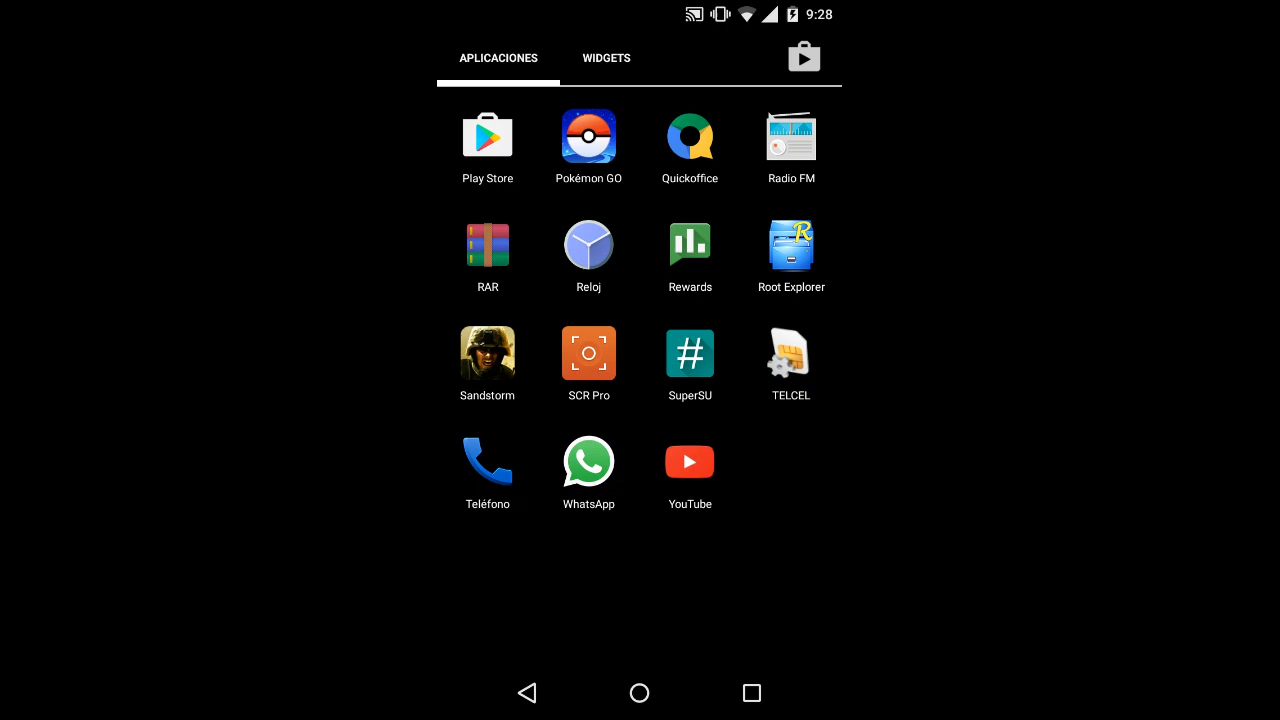 9:28
APLICACIONES WIDGETS
Play Store Pokémon GO Quickoffice Radio FM
R
RAR Reloj Rewards Root Explorer
#
Sandstorm SCR Pro SuperSU TELCEL
Teléfono WhatsApp YouTube